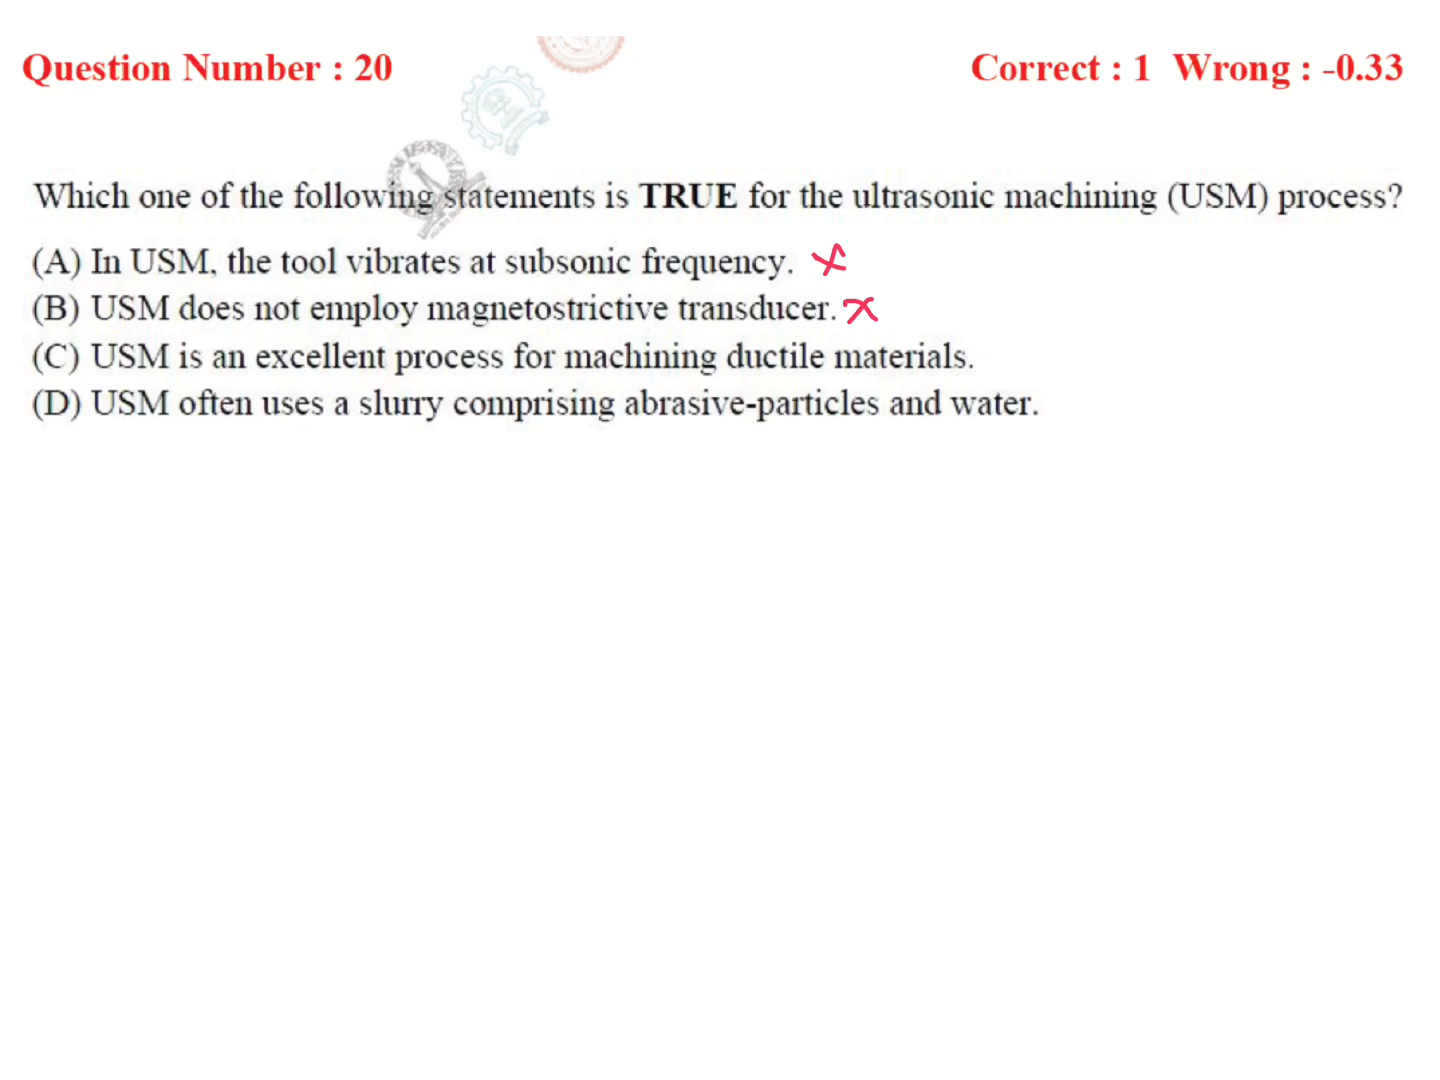 Question Number : 20 Correct : 1 Wrong : -0.33
Which one of the following statements is TRUE for the ultrasonic machining (USM) process?
(A) In USM, the tool vibrates at subsonic frequency. x
(B) USM does not employ magnetostrictive transducer. x
(C) USM is an excellent process for machining ductile materials.
(D) USM often uses a slurry comprising abrasive-particles and water.